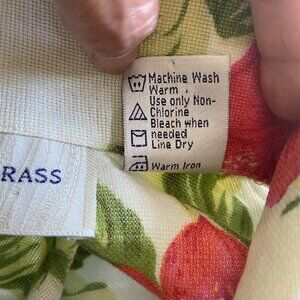 Machine Wash
Warm
Use only Non-
Chlorine
Bleach when
needed
Line Dry
Warm Iron
RASS